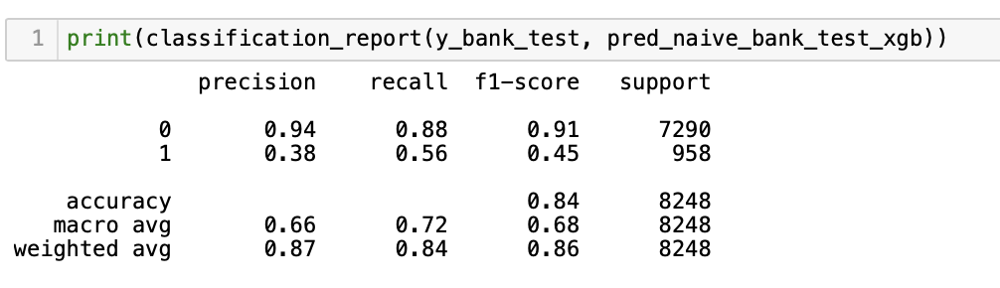 1 print(classification_report(y_bank_test, pred_naive_bank_test_xgb))
precision recall f1-score support
0 0.94 0.88 0.91 7290
1 0.38 0.56 0.45 958
accuracy 0.84 8248
macro avg 0.66 0.72 0.68 8248
weighted avg 0.87 0.84 0.86 8248